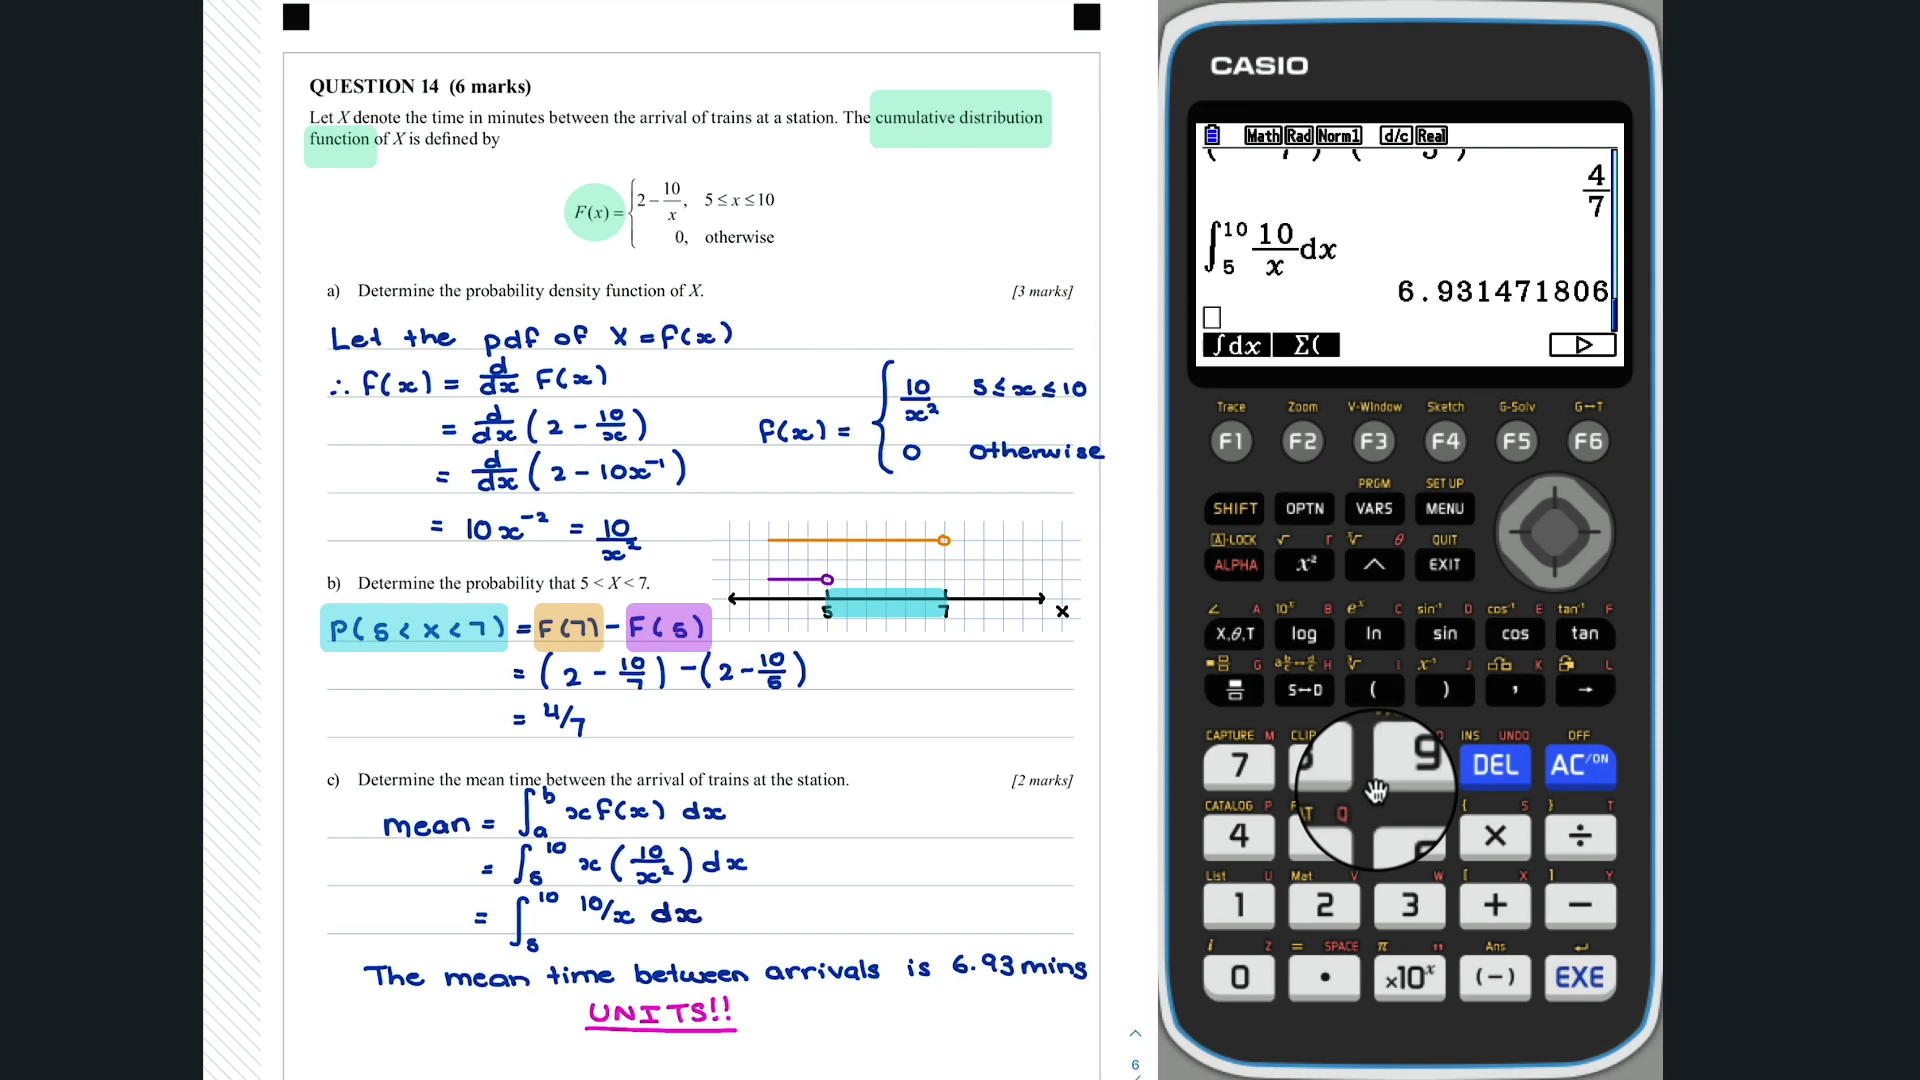 QUESTION 14 (6 marks)
Let X denote the time in minutes between the arrival of trains at a station. The cumulative distribution
function of X is defined by
F(x) = { 2 − 10/x, 5 ≤ x ≤ 10
0, otherwise
a) Determine the probability density function of X. [3 marks]
Let the pdf of X = f(x)
∴ f(x) = d/dx F(x)
= d/dx (2 − 10/x)
= d/dx (2 − 10x⁻¹)
= 10x⁻² = 10/x²
f(x) = { 10/x² 5 ≤ x ≤ 10
0 otherwise
b) Determine the probability that 5 < X < 7.
5 7 x
P(5 < x < 7) = F(7) − F(5)
= (2 − 10/7) − (2 − 10/5)
= 4/7
c) Determine the mean time between the arrival of trains at the station. [2 marks]
mean = ∫ₐᵇ x f(x) dx
= ∫₅¹⁰ x (10/x²) dx
= ∫₅¹⁰ 10/x dx
The mean time between arrivals is 6.93 mins
UNITS!!
6
CASIO
Math Rad Norm1 d/c Real
4/7
∫₅¹⁰ 10/x dx
6.931471806
∫dx Σ( ▷
Trace Zoom V-Window Sketch G-Solv G↔T
F1 F2 F3 F4 F5 F6
PRGM SET UP
SHIFT OPTN VARS MENU
A-LOCK √ r θ QUIT
ALPHA x² ^ EXIT
∠ A 10ˣ B eˣ C sin⁻¹ D cos⁻¹ E tan⁻¹ F
X,θ,T log ln sin cos tan
G H I x⁻¹ J K L
S↔D ( ) , →
CAPTURE M CLIP INS UNDO OFF
7 9 DEL AC/ON
CATALOG P Q { S } T
4 × ÷
List U Mat V W [ X ] Y
1 2 3 + −
i Z = SPACE π " Ans
0 . ×10ˣ (−) EXE